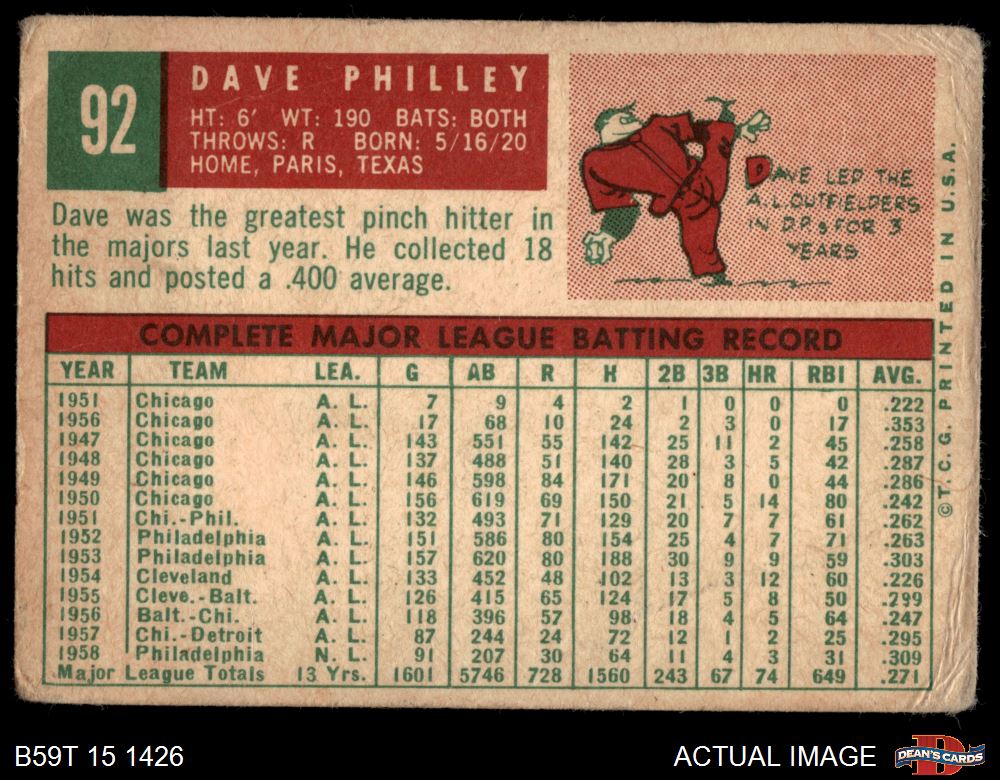 92
DAVE PHILLEY
HT: 6' WT: 190 BATS: BOTH
THROWS: R BORN: 5/16/20
HOME, PARIS, TEXAS
Dave was the greatest pinch hitter in
the majors last year. He collected 18
hits and posted a .400 average.
DAVE LED THE
A.L. OUTFIELDERS
IN D.P.s FOR 3
YEARS
© T.C.G. PRINTED IN U.S.A.
COMPLETE MAJOR LEAGUE BATTING RECORD
YEAR TEAM LEA. G AB R H 2B 3B HR RBI AVG.
1951 Chicago A. L. 7 9 4 2 1 0 0 0 .222
1956 Chicago A. L. 17 68 10 24 2 3 0 17 .353
1947 Chicago A. L. 143 551 55 142 25 11 2 45 .258
1948 Chicago A. L. 137 488 51 140 28 3 5 42 .287
1949 Chicago A. L. 146 598 84 171 20 8 0 44 .286
1950 Chicago A. L. 156 619 69 150 21 5 14 80 .242
1951 Chi.-Phil. A. L. 132 493 71 129 20 7 7 61 .262
1952 Philadelphia A. L. 151 586 80 154 25 4 7 71 .263
1953 Philadelphia A. L. 157 620 80 188 30 9 9 59 .303
1954 Cleveland A. L. 133 452 48 102 13 3 12 60 .226
1955 Cleve.-Balt. A. L. 126 415 65 124 17 5 8 50 .299
1956 Balt.-Chi. A. L. 118 396 57 98 18 4 5 64 .247
1957 Chi.-Detroit A. L. 87 244 24 72 12 1 2 25 .295
1958 Philadelphia N. L. 91 207 30 64 11 4 3 31 .309
Major League Totals 13 Yrs. 1601 5746 728 1560 243 67 74 649 .271
B59T 15 1426
ACTUAL IMAGE
DEAN'S CARDS